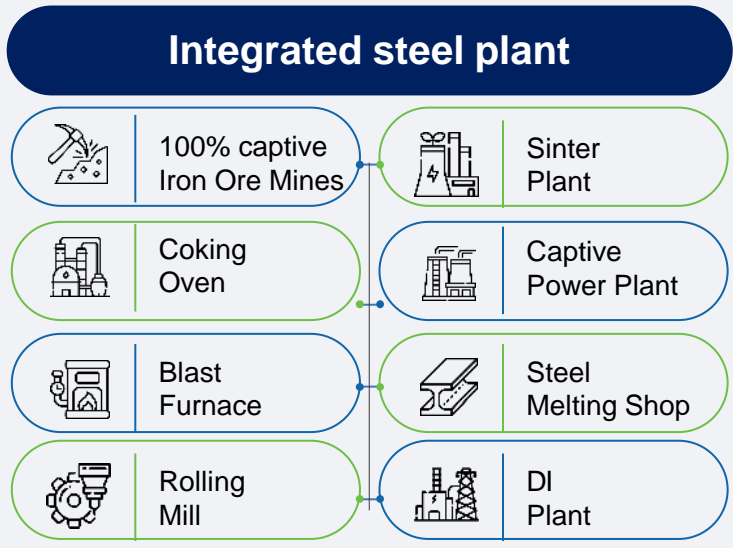 Integrated steel plant
100% captive
Iron Ore Mines
Sinter
Plant
Coking
Oven
Captive
Power Plant
Blast
Furnace
Steel
Melting Shop
Rolling
Mill
DI
Plant